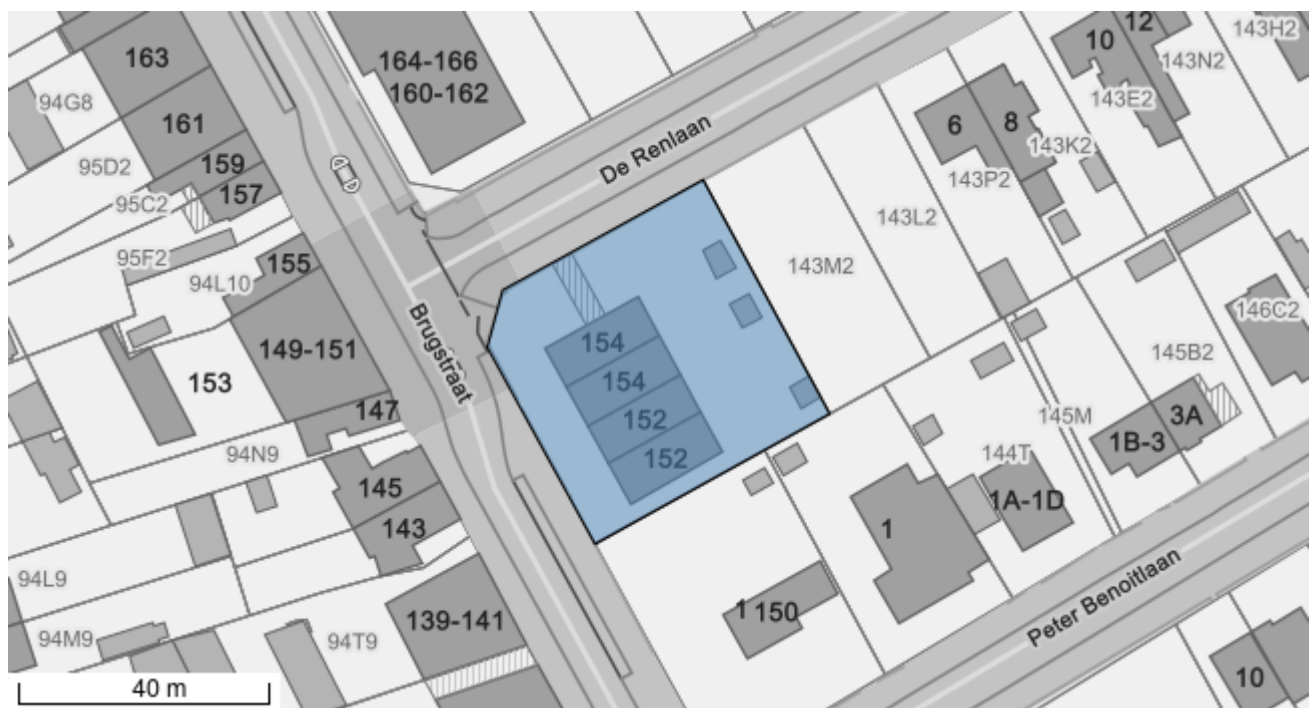 163
164-166
160-162
94G8
161
95D2
159
157
95C2
95F2
155
94L10
149-151
153
147
94N9
145
143
94L9
94M9
94T9
139-141
40 m
De Renlaan
Brugstraat
154
154
152
152
143M2
143L2
6
8
143P2
143K2
10
12
143E2
143N2
143H2
146C2
145B2
145M
144T
3A
1B-3
1A-1D
1
1 150
Peter Benoitlaan
10